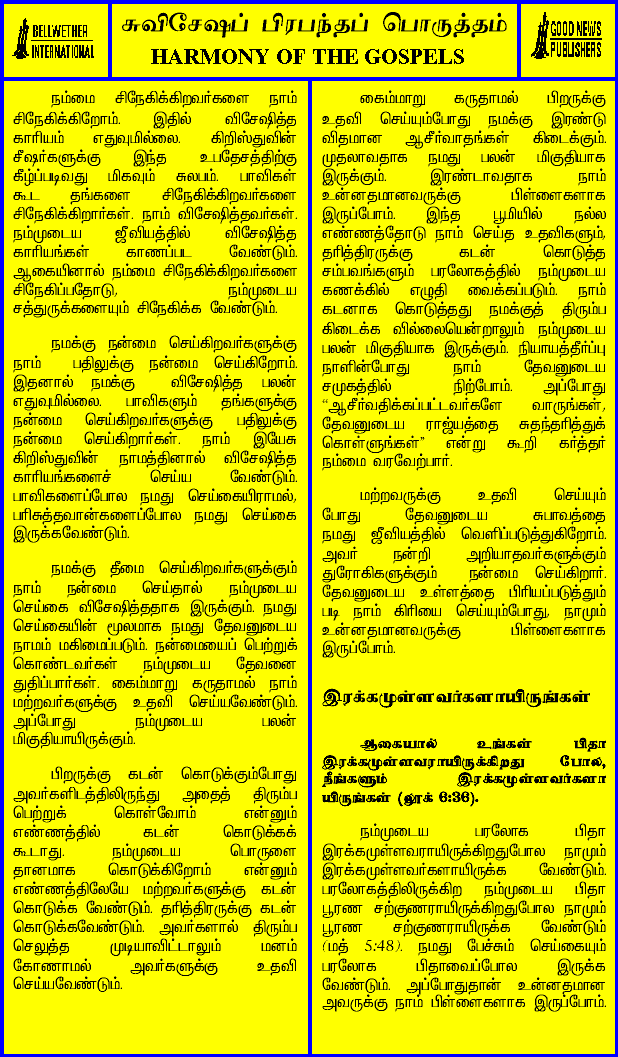 BELLWETHER
INTERNATIONAL
சுவிசேஷப் பிரபந்தப் பொருத்தம்
HARMONY OF THE GOSPELS
GOOD NEWS
PUBLISHERS
நம்மை சிநேகிக்கிறவர்களை நாம்
சிநேகிக்கிறோம். இதில் விசேஷித்த
காரியம் எதுவுமில்லை. கிறிஸ்துவின்
சீஷர்களுக்கு இந்த உபதேசத்திற்கு
கீழ்ப்படிவது மிகவும் சுலபம். பாவிகள்
கூட தங்களை சிநேகிக்கிறவர்களை
சிநேகிக்கிறார்கள். நாம் விசேஷித்தவர்கள்.
நம்முடைய ஜீவியத்தில் விசேஷித்த
காரியங்கள் காணப்பட வேண்டும்.
ஆகையினால் நம்மை சிநேகிக்கிறவர்களை
சிநேகிப்பதோடு, நம்முடைய
சத்துருக்களையும் சிநேகிக்க வேண்டும்.
நமக்கு நன்மை செய்கிறவர்களுக்கு
நாம் பதிலுக்கு நன்மை செய்கிறோம்.
இதனால் நமக்கு விசேஷித்த பலன்
எதுவுமில்லை. பாவிகளும் தங்களுக்கு
நன்மை செய்கிறவர்களுக்கு பதிலுக்கு
நன்மை செய்கிறார்கள். நாம் இயேசு
கிறிஸ்துவின் நாமத்தினால் விசேஷித்த
காரியங்களைச் செய்ய வேண்டும்.
பாவிகளைப்போல நமது செய்கையிராமல்,
பரிசுத்தவான்களைப்போல நமது செய்கை
இருக்கவேண்டும்.
நமக்கு தீமை செய்கிறவர்களுக்கும்
நாம் நன்மை செய்தால் நம்முடைய
செய்கை விசேஷித்ததாக இருக்கும். நமது
செய்கையின் மூலமாக நமது தேவனுடைய
நாமம் மகிமைப்படும். நன்மையைப் பெற்றுக்
கொண்டவர்கள் நம்முடைய தேவனை
துதிப்பார்கள். கைம்மாறு கருதாமல் நாம்
மற்றவர்களுக்கு உதவி செய்யவேண்டும்.
அப்போது நம்முடைய பலன்
மிகுதியாயிருக்கும்.
பிறருக்கு கடன் கொடுக்கும்போது
அவர்களிடத்திலிருந்து அதைத் திரும்ப
பெற்றுக் கொள்வோம் என்னும்
எண்ணத்தில் கடன் கொடுக்கக்
கூடாது. நம்முடைய பொருளை
தானமாக கொடுக்கிறோம் என்னும்
எண்ணத்திலேயே மற்றவர்களுக்கு கடன்
கொடுக்க வேண்டும். தரித்திரருக்கு கடன்
கொடுக்கவேண்டும். அவர்களால் திரும்ப
செலுத்த முடியாவிட்டாலும் மனம்
கோணாமல் அவர்களுக்கு உதவி
செய்யவேண்டும்.
கைம்மாறு கருதாமல் பிறருக்கு
உதவி செய்யும்போது நமக்கு இரண்டு
விதமான ஆசீர்வாதங்கள் கிடைக்கும்.
முதலாவதாக நமது பலன் மிகுதியாக
இருக்கும். இரண்டாவதாக நாம்
உன்னதமானவருக்கு பிள்ளைகளாக
இருப்போம். இந்த பூமியில் நல்ல
எண்ணத்தோடு நாம் செய்த உதவிகளும்,
தரித்திரருக்கு கடன் கொடுத்த
சம்பவங்களும் பரலோகத்தில் நம்முடைய
கணக்கில் எழுதி வைக்கப்படும். நாம்
கடனாக கொடுத்தது நமக்குத் திரும்ப
கிடைக்க வில்லையென்றாலும் நம்முடைய
பலன் மிகுதியாக இருக்கும். நியாயத்தீர்ப்பு
நாளின்போது நாம் தேவனுடைய
சமுகத்தில் நிற்போம். அப்போது
“ஆசீர்வதிக்கப்பட்டவர்களே வாருங்கள்,
தேவனுடைய ராஜ்யத்தை சுதந்தரித்துக்
கொள்ளுங்கள்” என்று கூறி கர்த்தர்
நம்மை வரவேற்பார்.
மற்றவருக்கு உதவி செய்யும்
போது தேவனுடைய சுபாவத்தை
நமது ஜீவியத்தில் வெளிப்படுத்துகிறோம்.
அவர் நன்றி அறியாதவர்களுக்கும்
துரோகிகளுக்கும் நன்மை செய்கிறார்.
தேவனுடைய உள்ளத்தை பிரியப்படுத்தும்
படி நாம் கிரியை செய்யும்போது, நாமும்
உன்னதமானவருக்கு பிள்ளைகளாக
இருப்போம்.
இரக்கமுள்ளவர்களாயிருங்கள்
ஆகையால் உங்கள் பிதா
இரக்கமுள்ளவராயிருக்கிறது போல,
நீங்களும் இரக்கமுள்ளவர்களா
யிருங்கள் (லூக் 6:36).
நம்முடைய பரலோக பிதா
இரக்கமுள்ளவராயிருக்கிறதுபோல நாமும்
இரக்கமுள்ளவர்களாயிருக்க வேண்டும்.
பரலோகத்திலிருக்கிற நம்முடைய பிதா
பூரண சற்குணராயிருக்கிறதுபோல நாமும்
பூரண சற்குணராயிருக்க வேண்டும்
(மத் 5:48). நமது பேச்சும் செய்கையும்
பரலோக பிதாவைப்போல இருக்க
வேண்டும். அப்போதுதான் உன்னதமான
அவருக்கு நாம் பிள்ளைகளாக இருப்போம்.